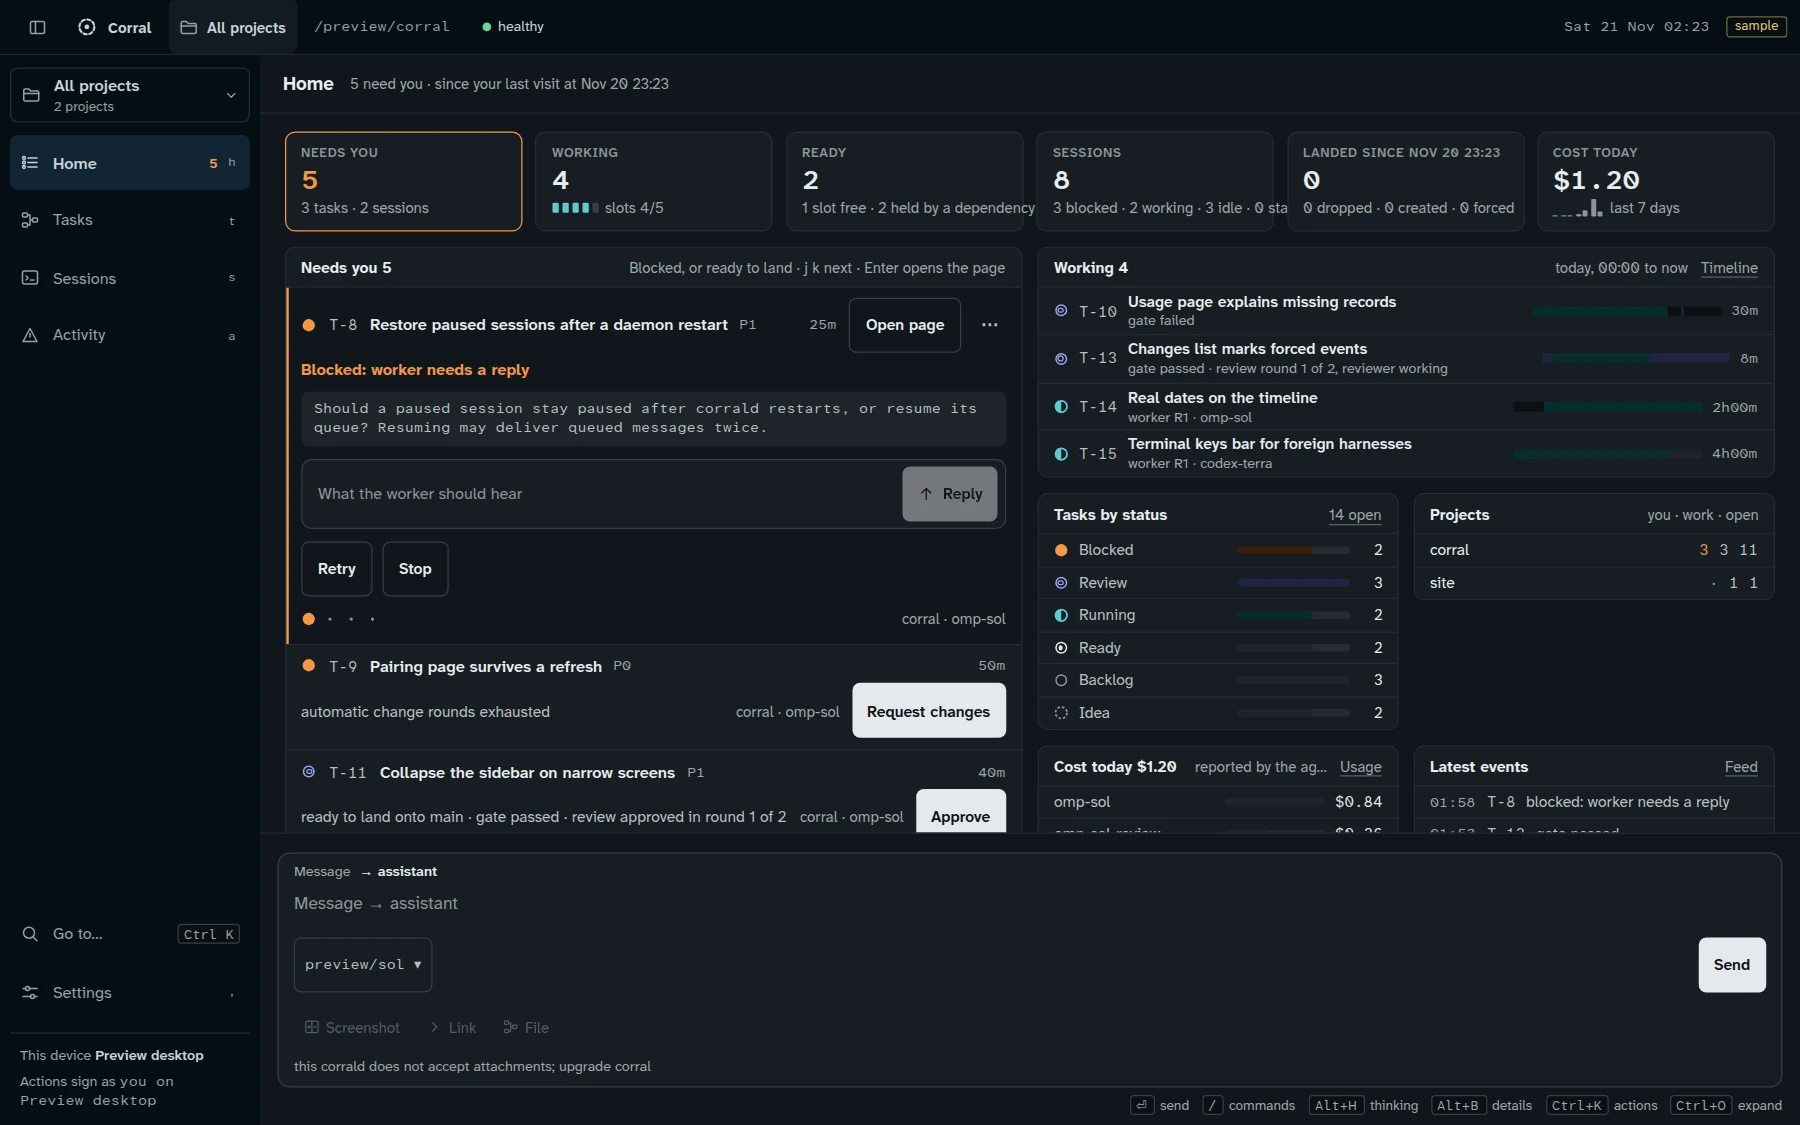 Corral
All projects
/preview/corral
healthy
Sat 21 Nov 02:23
sample
All projects
2 projects
Home 5 h
Tasks t
Sessions s
Activity a
Go to... Ctrl K
Settings ,
This device Preview desktop
Actions sign as you on
Preview desktop
Home 5 need you · since your last visit at Nov 20 23:23
NEEDS YOU
5
3 tasks · 2 sessions
WORKING
4
slots 4/5
READY
2
1 slot free · 2 held by a dependency
SESSIONS
8
3 blocked · 2 working · 3 idle · 0 sta
LANDED SINCE NOV 20 23:23
0
0 dropped · 0 created · 0 forced
COST TODAY
$1.20
last 7 days
Needs you 5 Blocked, or ready to land · j k next · Enter opens the page
T-8 Restore paused sessions after a daemon restart P1 25m Open page ···
Blocked: worker needs a reply
Should a paused session stay paused after corrald restarts, or resume its
queue? Resuming may deliver queued messages twice.
What the worker should hear ↑ Reply
Retry Stop
corral · omp-sol
T-9 Pairing page survives a refresh P0 50m
automatic change rounds exhausted corral · omp-sol Request changes
T-11 Collapse the sidebar on narrow screens P1 40m
ready to land onto main · gate passed · review approved in round 1 of 2 corral · omp-sol Approve
Working 4 today, 00:00 to now Timeline
T-10 Usage page explains missing records 30m
gate failed
T-13 Changes list marks forced events 8m
gate passed · review round 1 of 2, reviewer working
T-14 Real dates on the timeline 2h00m
worker R1 · omp-sol
T-15 Terminal keys bar for foreign harnesses 4h00m
worker R1 · codex-terra
Tasks by status 14 open
Blocked 2
Review 3
Running 2
Ready 2
Backlog 3
Idea 2
Projects you · work · open
corral 3 3 11
site · 1 1
Cost today $1.20 reported by the ag... Usage
omp-sol $0.84
omp-sol-review $0.36
Latest events Feed
01:58 T-8 blocked: worker needs a reply
01:53 T-13 gate passed
Message → assistant
Message → assistant
preview/sol ▾
Send
Screenshot Link File
this corrald does not accept attachments; upgrade corral
⏎ send / commands Alt+H thinking Alt+B details Ctrl+K actions Ctrl+O expand